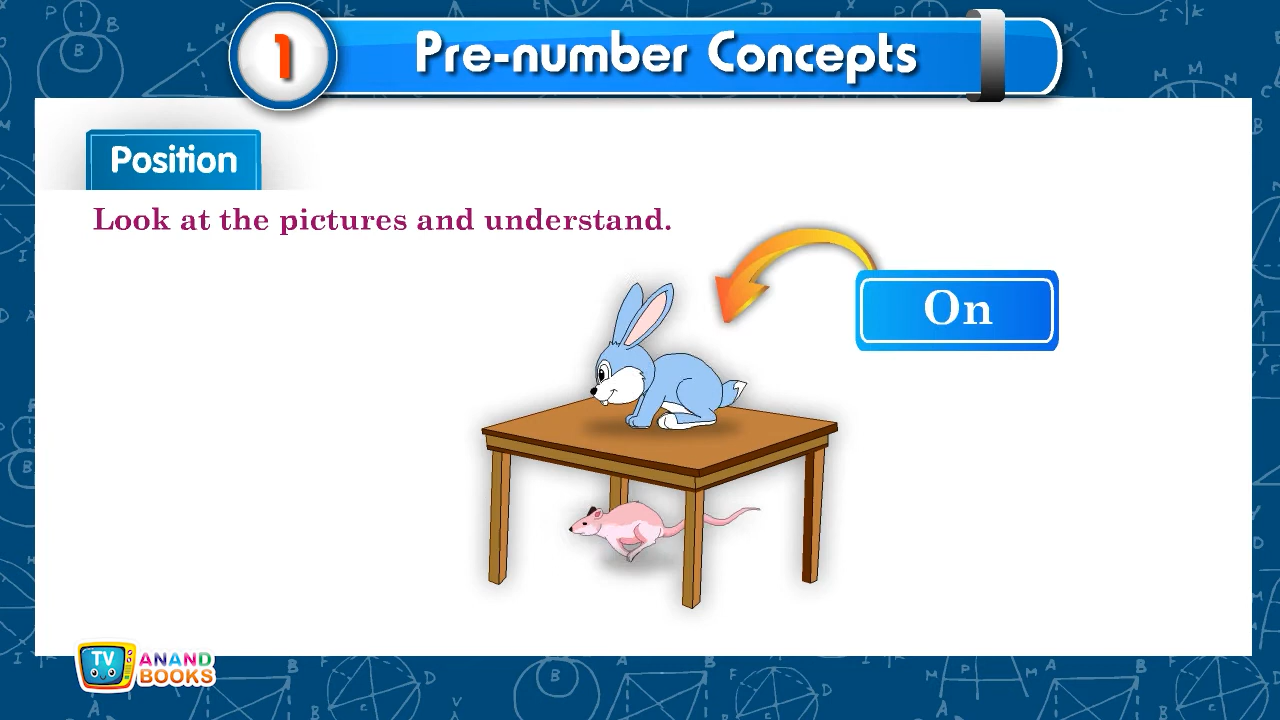 1
Pre-number Concepts
Position
Look at the pictures and understand.
On
TV
ANAND
BOOKS